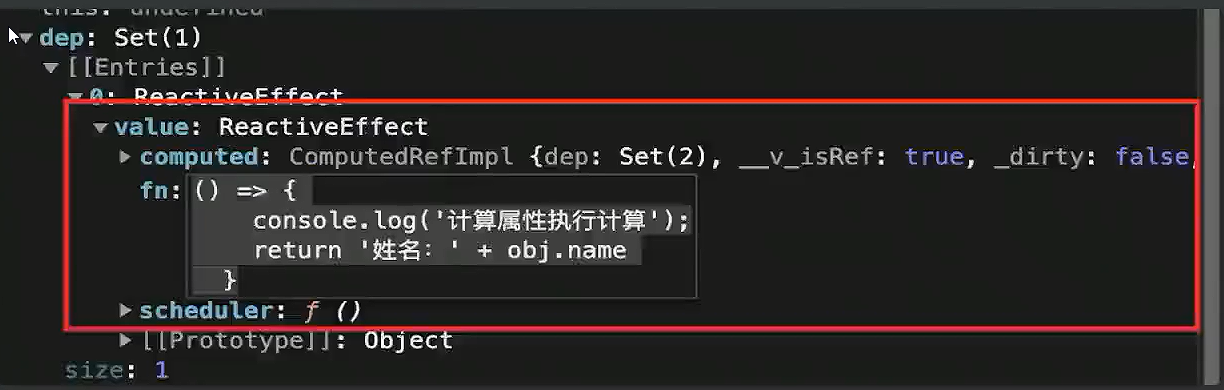 this: undefined
dep: Set(1)
[[Entries]]
0: ReactiveEffect
value: ReactiveEffect
computed: ComputedRefImpl {dep: Set(2), __v_isRef: true, _dirty: false,
fn: () => {
console.log('计算属性执行计算');
return '姓名：' + obj.name
}
scheduler: ƒ ()
[[Prototype]]: Object
size: 1